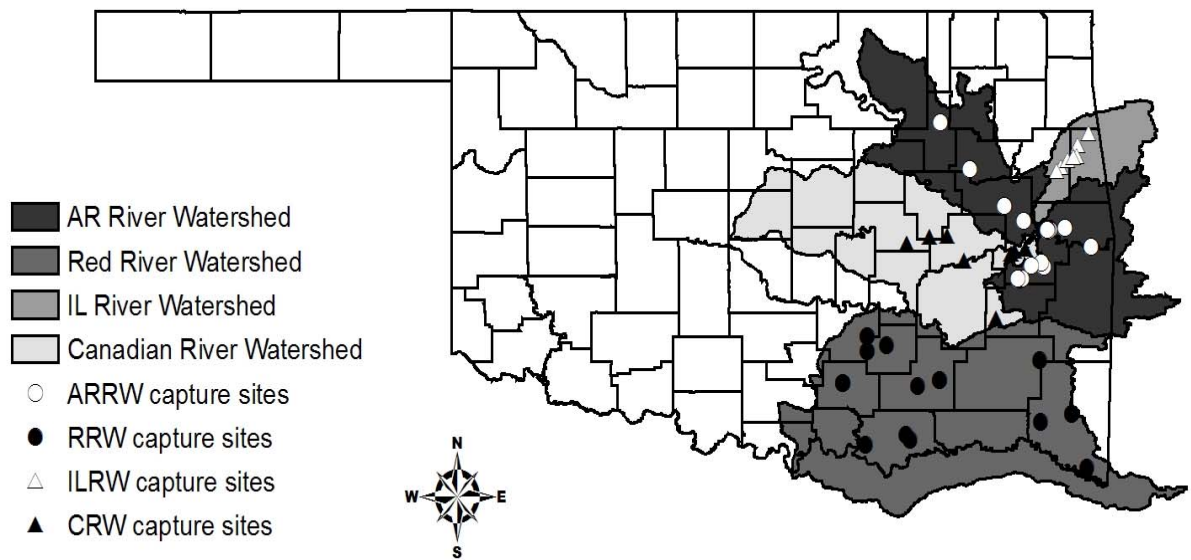 AR River Watershed
Red River Watershed
IL River Watershed
Canadian River Watershed
ARRW capture sites
RRW capture sites
ILRW capture sites
CRW capture sites
N
W E
S